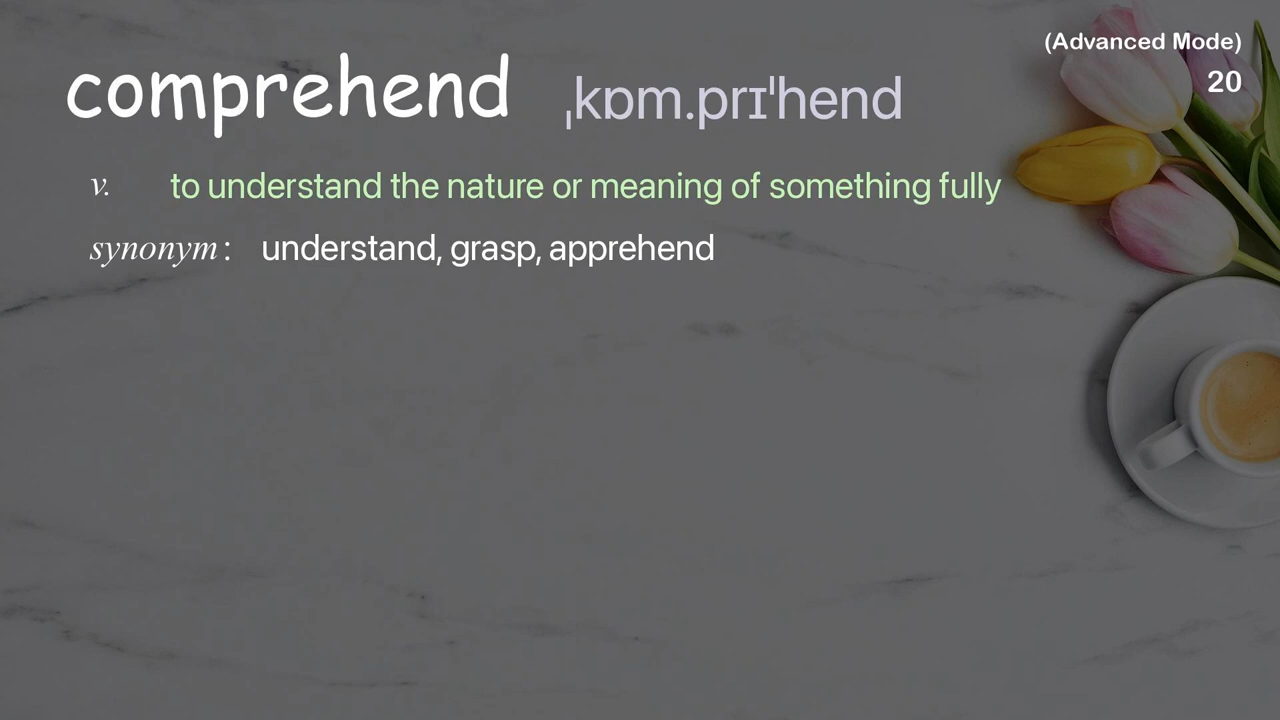 (Advanced Mode)
comprehend ˌkɒm.prɪˈhend
20
v. to understand the nature or meaning of something fully
synonym: understand, grasp, apprehend